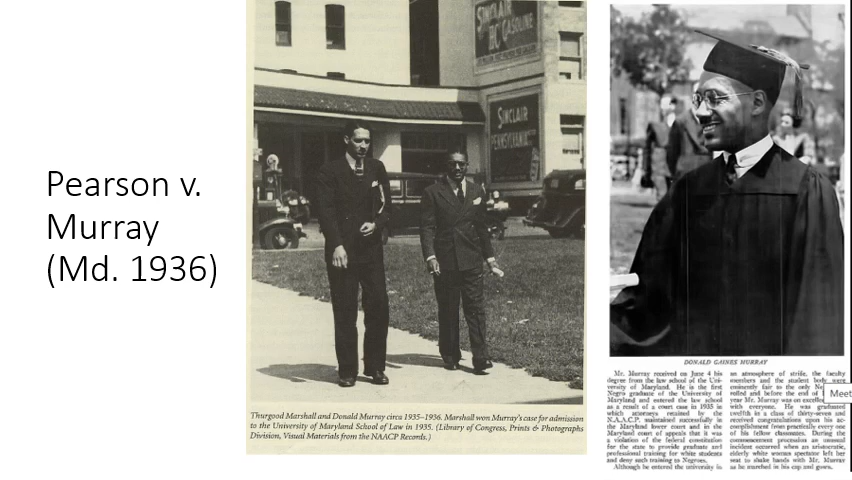 Pearson v.
Murray
(Md. 1936)
SINCLAIR
H-C GASOLINE
SINCLAIR
PENNSYLVANIA
Thurgood Marshall and Donald Murray circa 1935–1936. Marshall won Murray's case for admission
to the University of Maryland School of Law in 1935. (Library of Congress, Prints & Photographs
Division, Visual Materials from the NAACP Records.)
DONALD GAINES MURRAY
Mr. Murray received on June 4 his
degree from the law school of the Uni-
versity of Maryland. He is the first
Negro graduate of the University of
Maryland and entered the law school
as a result of a court case in 1935 in
which attorneys retained by the
N.A.A.C.P. maintained successfully in
the Maryland lower court and in the
Maryland court of appeals that it was
a violation of the federal constitution
for the state to provide graduate and
professional training for white students
and deny such training to Negroes.
Although he entered the university in
an atmosphere of strife, the faculty
members and the student body were
eminently fair to the only Ne
rolled and before the end of
year Mr. Murray was on excellen
with everyone. He was graduated
twelfth in a class of thirty-seven and
received congratulations upon his ac-
complishment from practically every one
of his fellow classmates. During the
commencement procession an unusual
incident occurred when an aristocratic,
elderly white woman spectator left her
seat to shake hands with Mr. Murray
as he marched in his cap and gown.
Meet